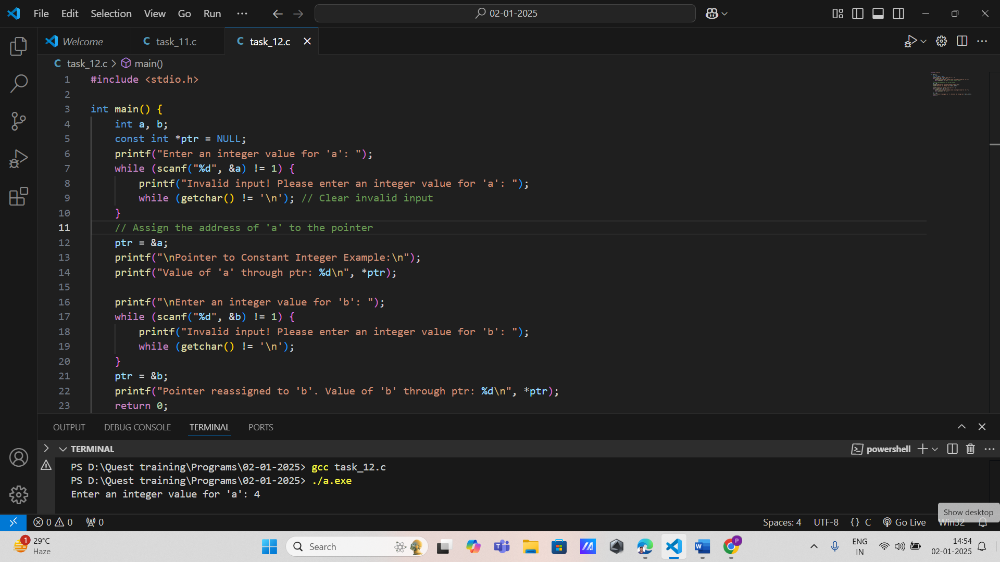 File Edit Selection View Go Run ··· 02-01-2025
Welcome C task_11.c C task_12.c
C task_12.c > main()
1 #include <stdio.h>
2
3 int main() {
4 int a, b;
5 const int *ptr = NULL;
6 printf("Enter an integer value for 'a': ");
7 while (scanf("%d", &a) != 1) {
8 printf("Invalid input! Please enter an integer value for 'a': ");
9 while (getchar() != '\n'); // Clear invalid input
10 }
11 // Assign the address of 'a' to the pointer
12 ptr = &a;
13 printf("\nPointer to Constant Integer Example:\n");
14 printf("Value of 'a' through ptr: %d\n", *ptr);
15
16 printf("\nEnter an integer value for 'b': ");
17 while (scanf("%d", &b) != 1) {
18 printf("Invalid input! Please enter an integer value for 'b': ");
19 while (getchar() != '\n');
20 }
21 ptr = &b;
22 printf("Pointer reassigned to 'b'. Value of 'b' through ptr: %d\n", *ptr);
23 return 0;
OUTPUT DEBUG CONSOLE TERMINAL PORTS
TERMINAL powershell
PS D:\Quest training\Programs\02-01-2025> gcc task_12.c
PS D:\Quest training\Programs\02-01-2025> ./a.exe
Enter an integer value for 'a': 4
Show desktop
0 0 0 Spaces: 4 UTF-8 {} C Go Live Win32
1 29°C
Haze
Search
P
ENG
IN
14:54
02-01-2025